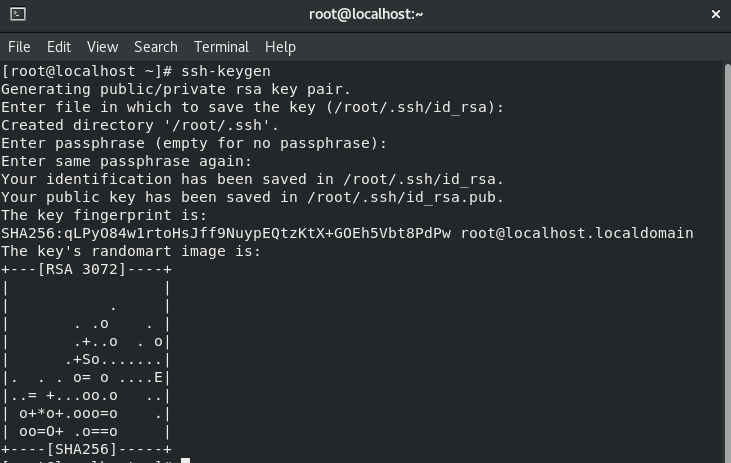 root@localhost:~
File Edit View Search Terminal Help
[root@localhost ~]# ssh-keygen
Generating public/private rsa key pair.
Enter file in which to save the key (/root/.ssh/id_rsa):
Created directory '/root/.ssh'.
Enter passphrase (empty for no passphrase):
Enter same passphrase again:
Your identification has been saved in /root/.ssh/id_rsa.
Your public key has been saved in /root/.ssh/id_rsa.pub.
The key fingerprint is:
SHA256:qLPyO84w1rtoHsJff9NuypEQtzKtX+GOEh5Vbt8PdPw root@localhost.localdomain
The key's randomart image is:
+---[RSA 3072]----+
|                 |
|           .     |
|       . .o    . |
|       .+..o  . o|
|      .+So.......|
|.  . . o= o ....E|
|..= +...oo.o   ..|
| o+*o+.ooo=o    .|
| oo=O+ .o==o     |
+----[SHA256]-----+